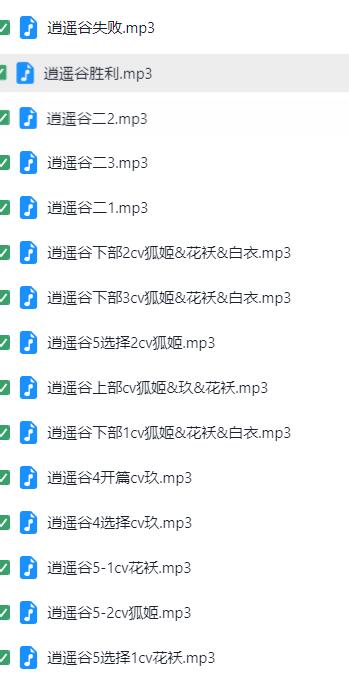 逍遥谷失败.mp3
逍遥谷胜利.mp3
逍遥谷二2.mp3
逍遥谷二3.mp3
逍遥谷二1.mp3
逍遥谷下部2cv狐姬&花袄&白衣.mp3
逍遥谷下部3cv狐姬&花袄&白衣.mp3
逍遥谷5选择2cv狐姬.mp3
逍遥谷上部cv狐姬&玖&花袄.mp3
逍遥谷下部1cv狐姬&花袄&白衣.mp3
逍遥谷4开篇cv玖.mp3
逍遥谷4选择cv玖.mp3
逍遥谷5-1cv花袄.mp3
逍遥谷5-2cv狐姬.mp3
逍遥谷5选择1cv花袄.mp3